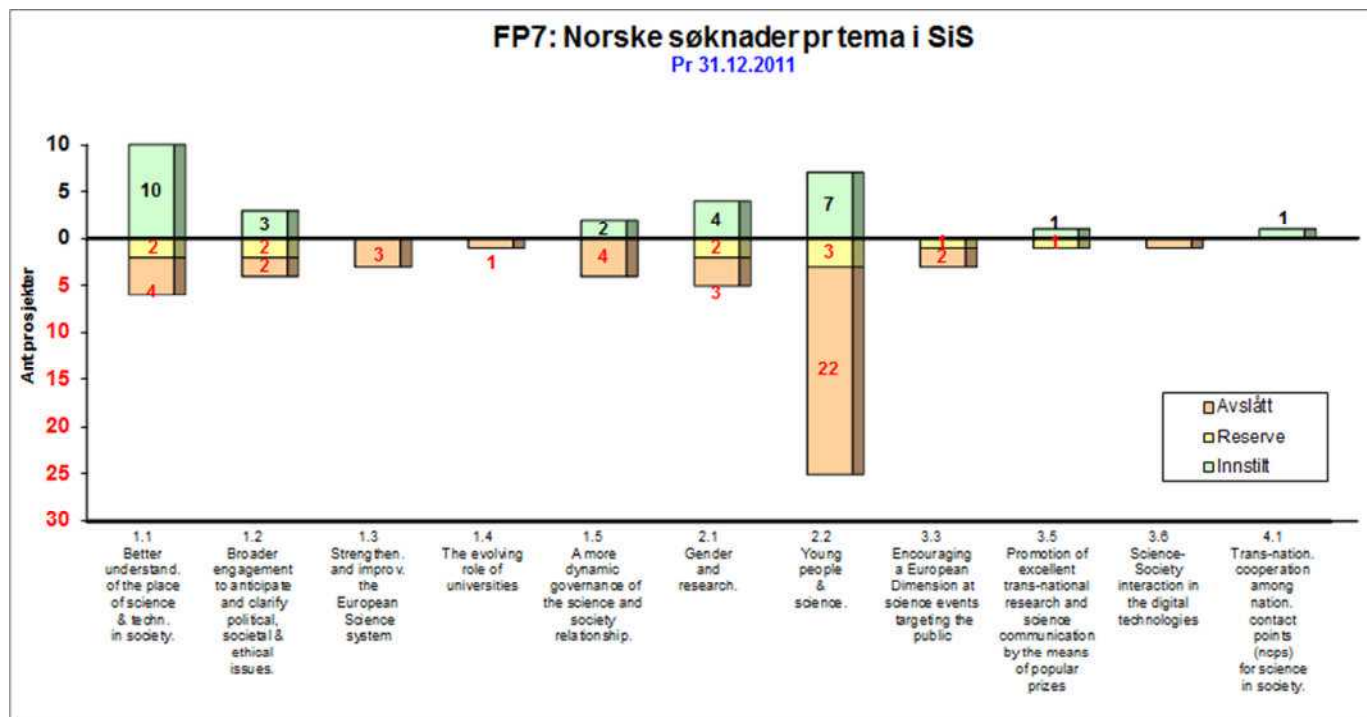 FP7: Norske søknader pr tema i SiS
Pr 31.12.2011
Ant prosjekter
10
5
0
5
10
15
20
25
30
10
2
4
3
2
2
3
1
2
4
4
2
3
7
3
22
1
2
1
1
1
Avslått
Reserve
Innstilt
1.1
Better
understand.
of the place
of science
& techn.
in society.
1.2
Broader
engagement
to anticipate
and clarify
political,
societal &
ethical
issues.
1.3
Strengthen.
and improv.
the
European
Science
system
1.4
The evolving
role of
universities
1.5
A more
dynamic
governance of
the science and
society
relationship.
2.1
Gender
and
research.
2.2
Young
people
&
science.
3.3
Encouraging
a European
Dimension at
science events
targeting the
public
3.5
Promotion of
excellent
trans-national
research and
science
communication
by the means
of popular
prizes
3.6
Science-
Society
interaction in
the digital
technologies
4.1
Trans-nation.
cooperation
among
nation.
contact
points
(ncps)
for science
in society.